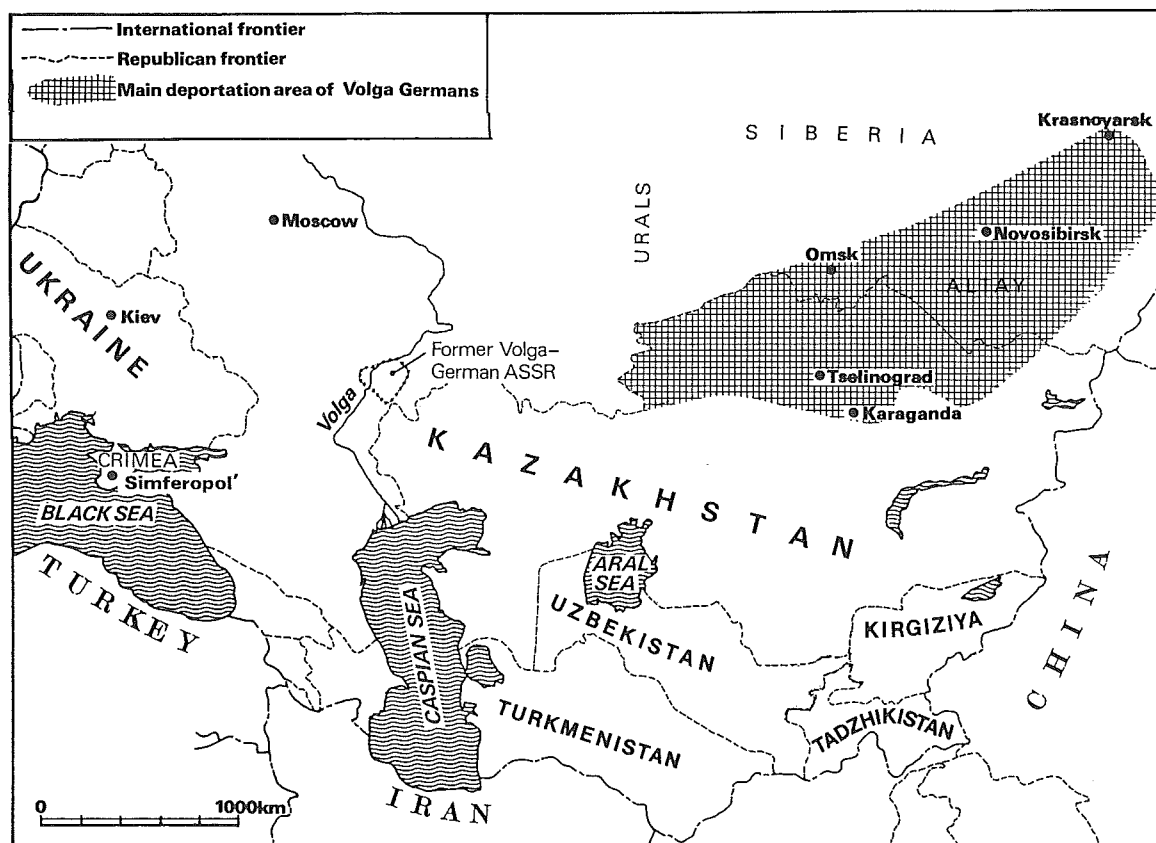 International frontier
Republican frontier
Main deportation area of Volga Germans
SIBERIA
Krasnoyarsk
URALS
Moscow
Novosibirsk
Omsk
ALTAY
UKRAINE
Kiev
Former Volga–
German ASSR
Volga
Tselinograd
Karaganda
KAZAKHSTAN
CRIMEA
Simferopol'
BLACK SEA
TURKEY
ARAL
SEA
CASPIAN SEA
UZBEKISTAN
KIRGIZIYA
CHINA
TURKMENISTAN
TADZHIKISTAN
IRAN
0 1000km